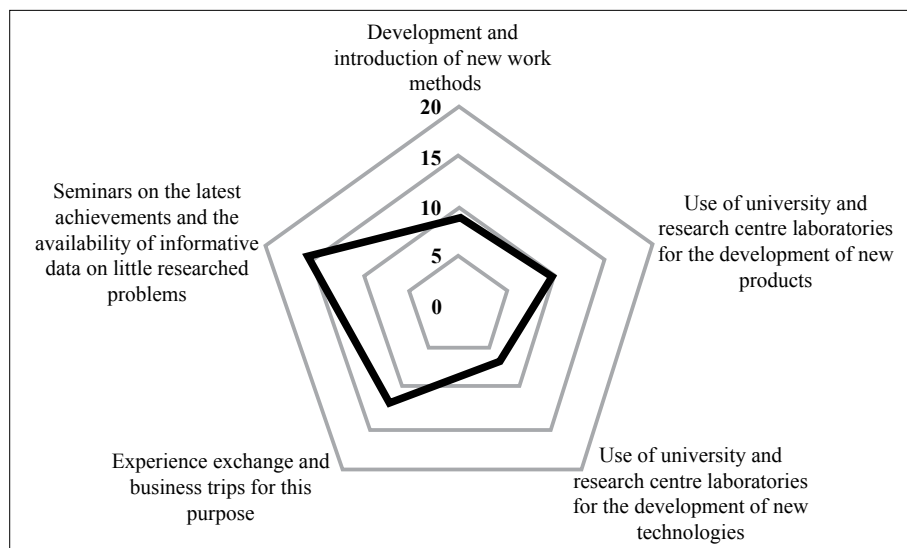 Development and
introduction of new work
methods
20
15
10
5
0
Use of university and
research centre laboratories
for the development of new
products
Use of university and
research centre laboratories
for the development of new
technologies
Experience exchange and
business trips for this
purpose
Seminars on the latest
achievements and the
availability of informative
data on little researched
problems